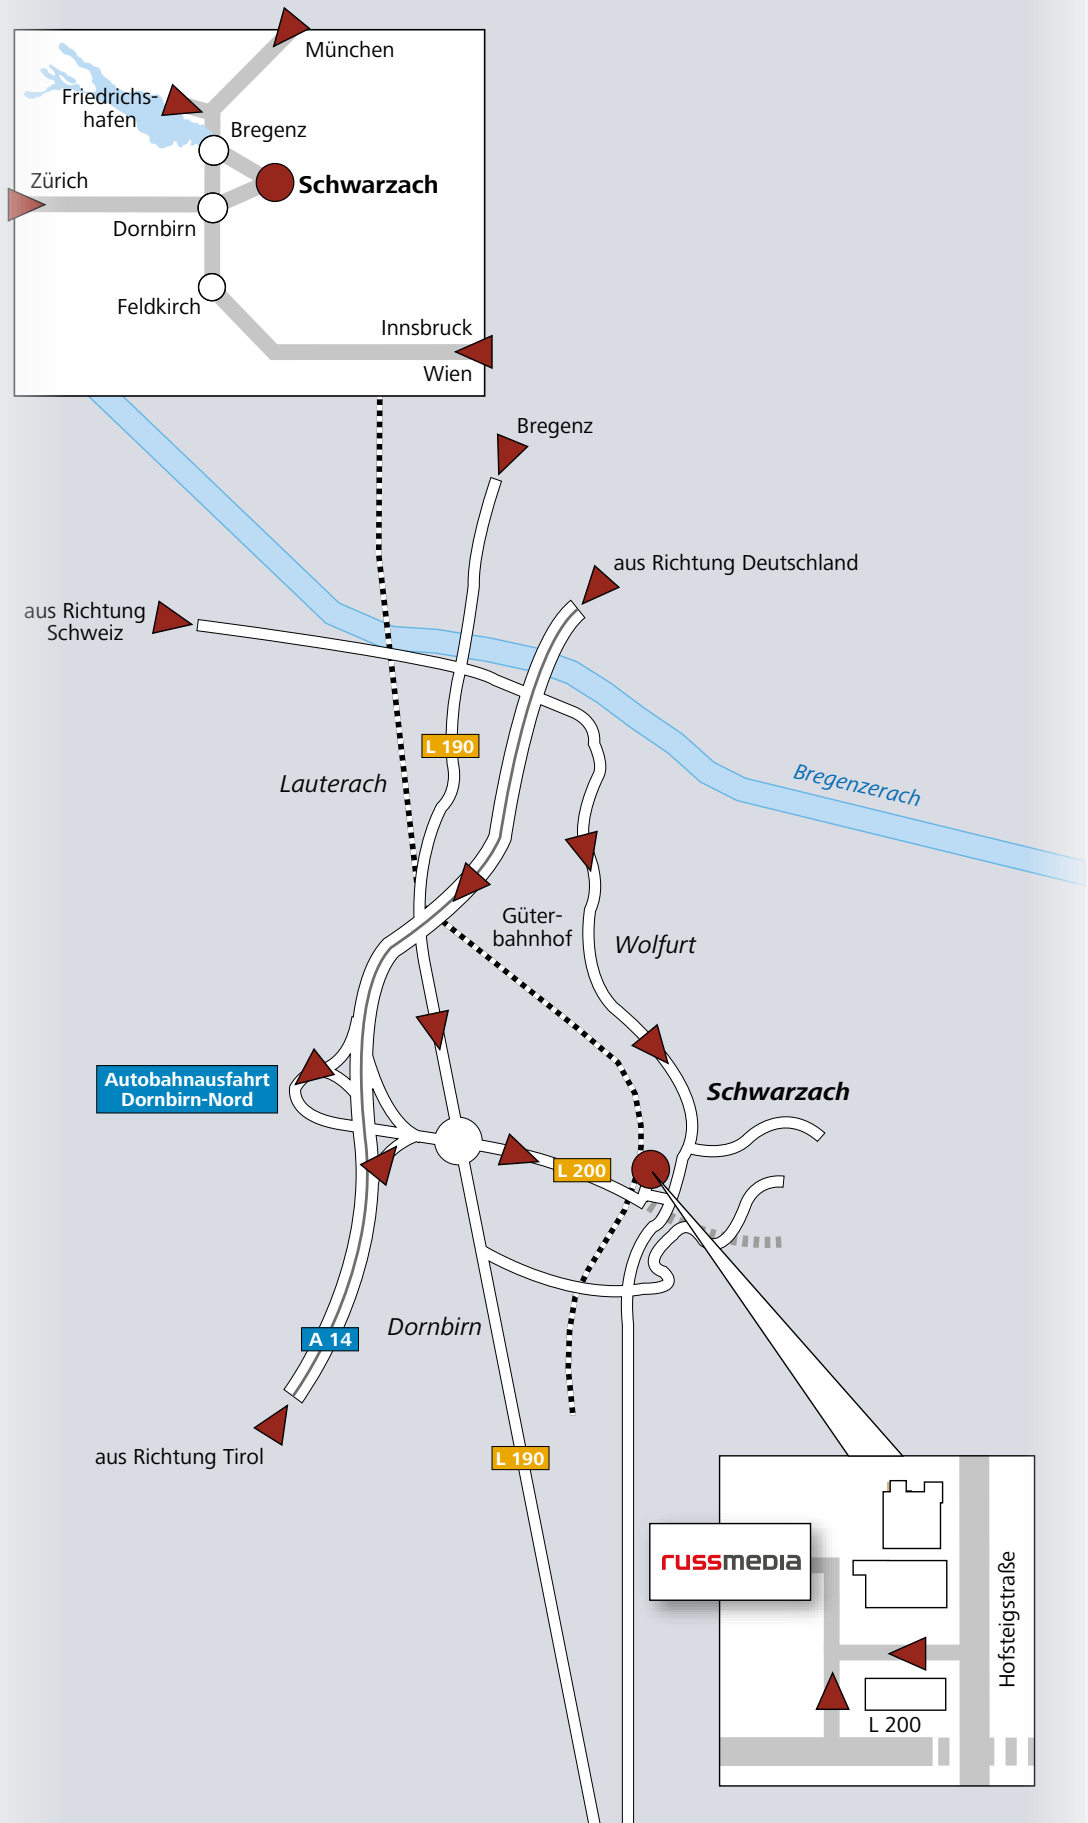 München
Friedrichs-
hafen
Bregenz
Zürich
Schwarzach
Dornbirn
Feldkirch
Innsbruck
Wien
Bregenz
aus Richtung Deutschland
aus Richtung
Schweiz
L 190
Lauterach
Bregenzerach
Güter-
bahnhof
Wolfurt
Autobahnausfahrt
Dornbirn-Nord
Schwarzach
L 200
Dornbirn
A 14
aus Richtung Tirol
L 190
russmedia
Hofsteigstraße
L 200